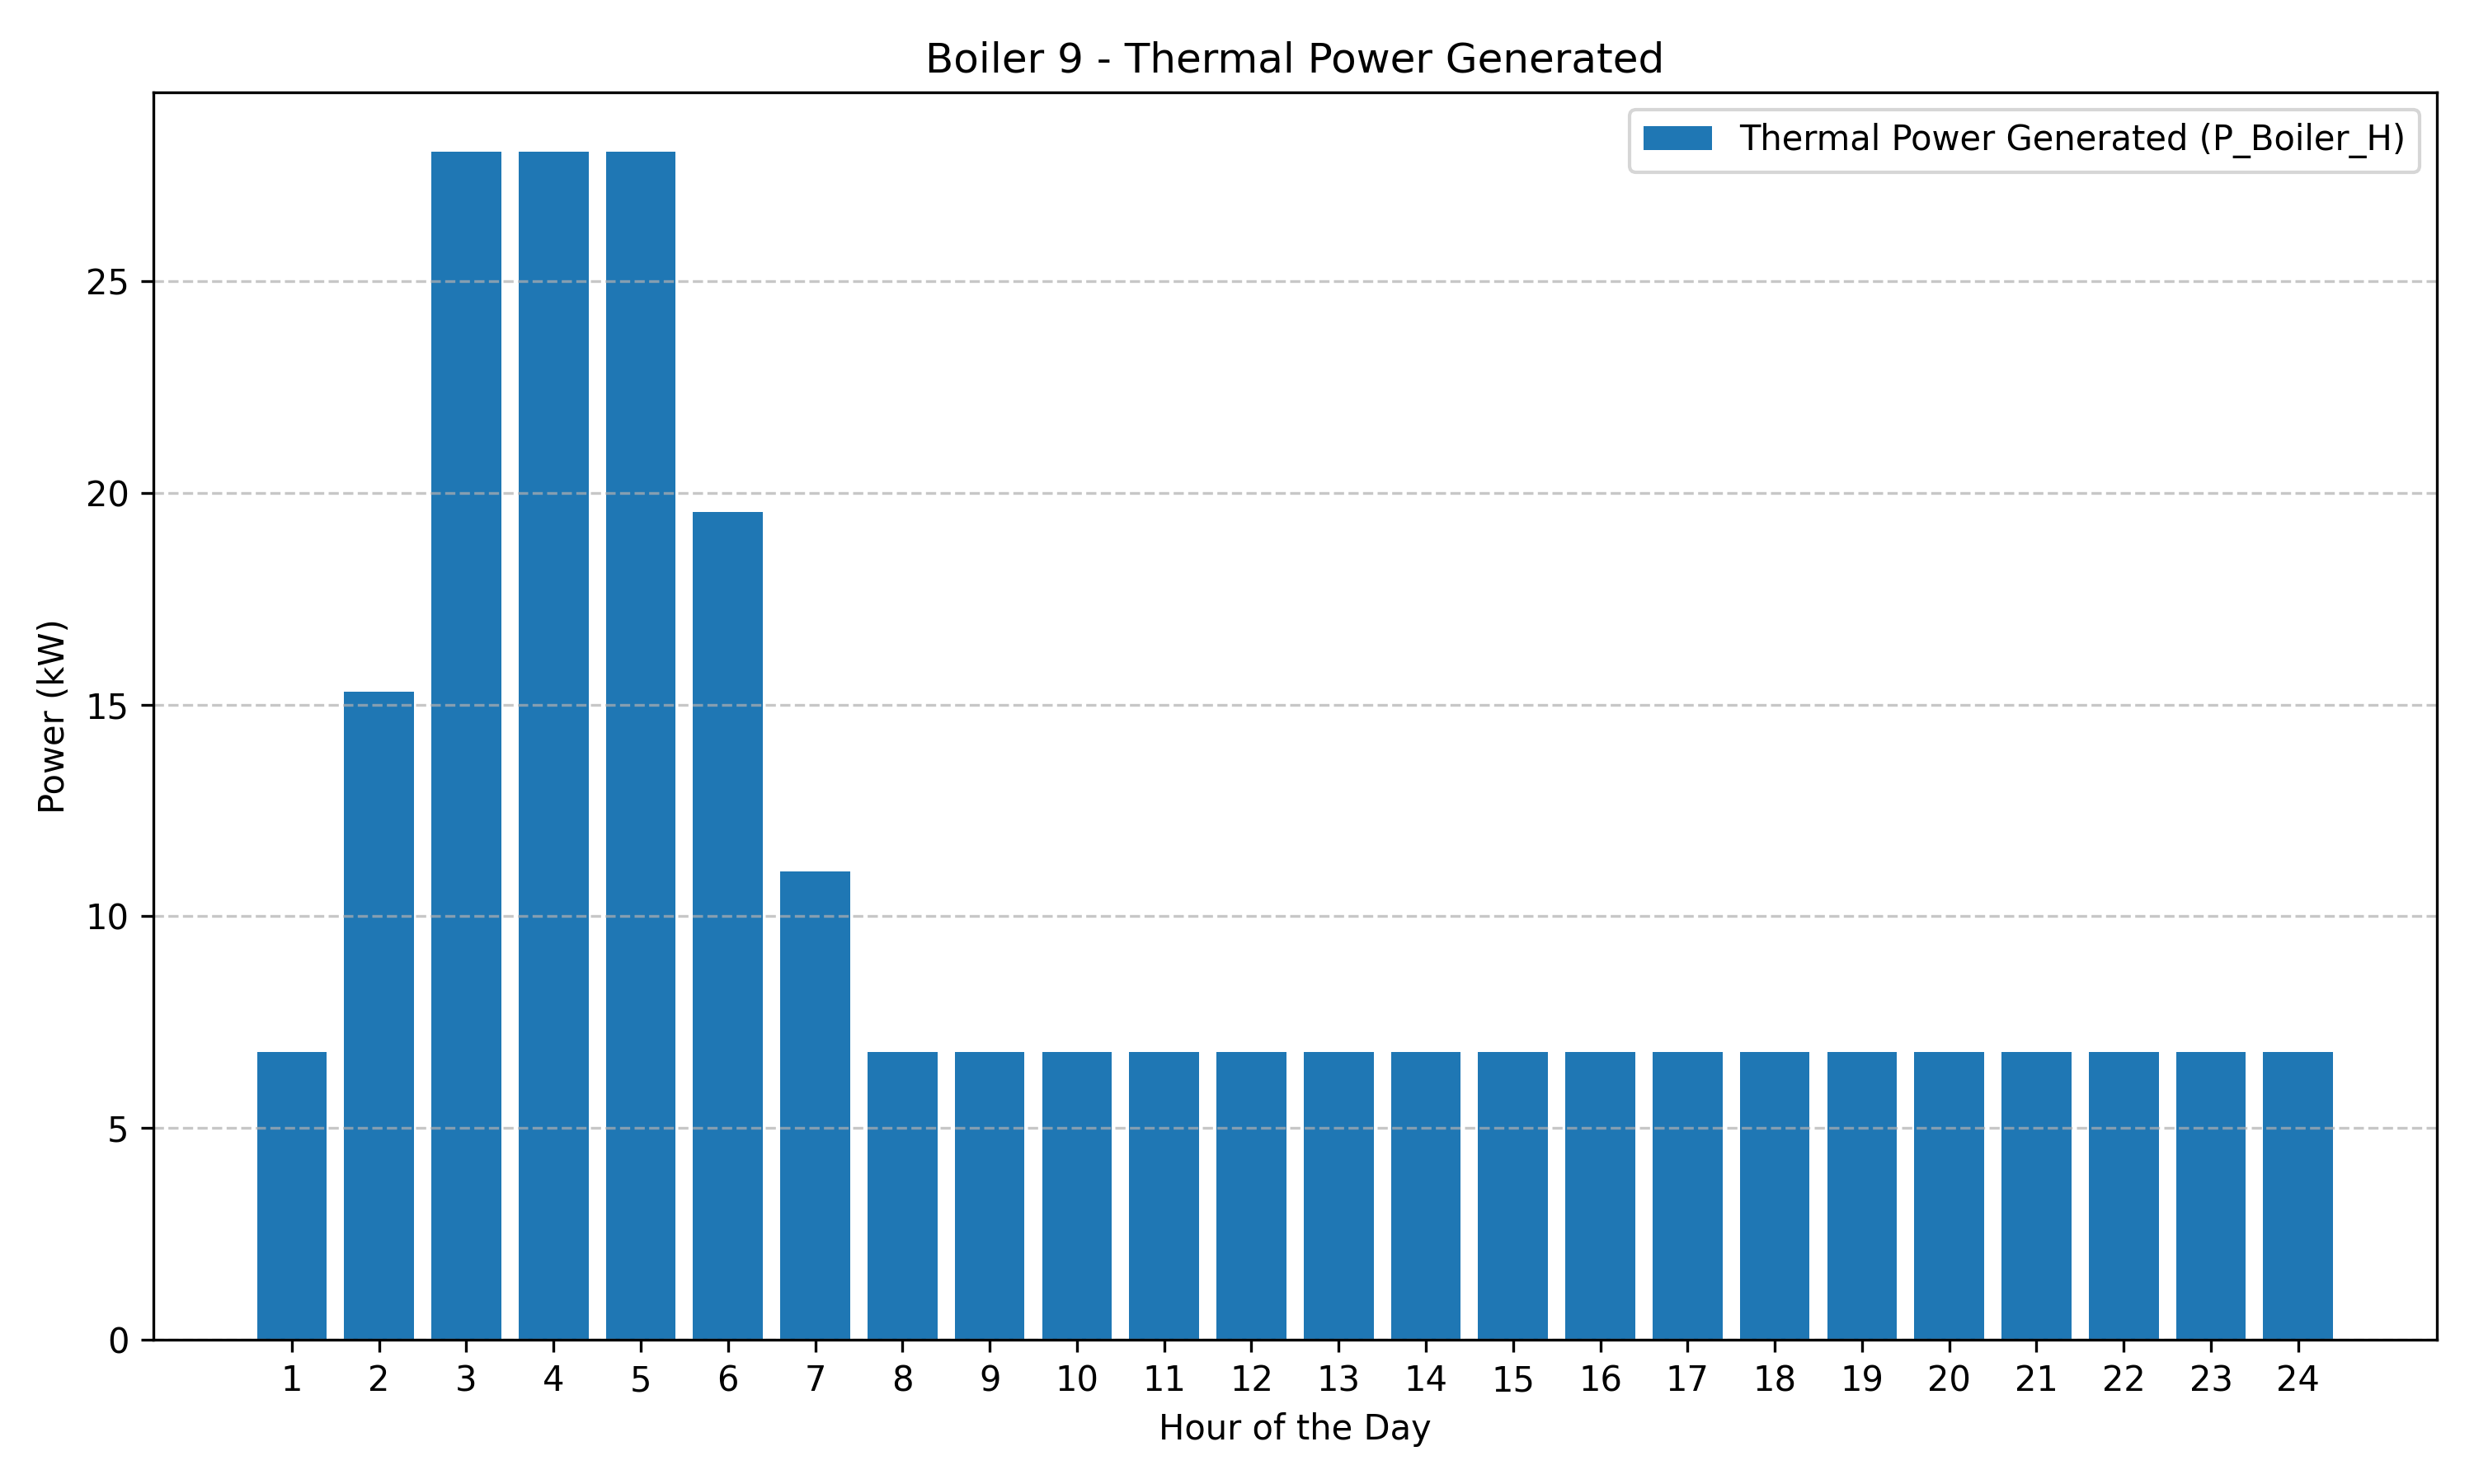 Boiler 9 - Thermal Power Generated
Thermal Power Generated (P_Boiler_H)
Power (kW)
25
20
15
10
5
0
1 2 3 4 5 6 7 8 9 10 11 12 13 14 15 16 17 18 19 20 21 22 23 24
Hour of the Day